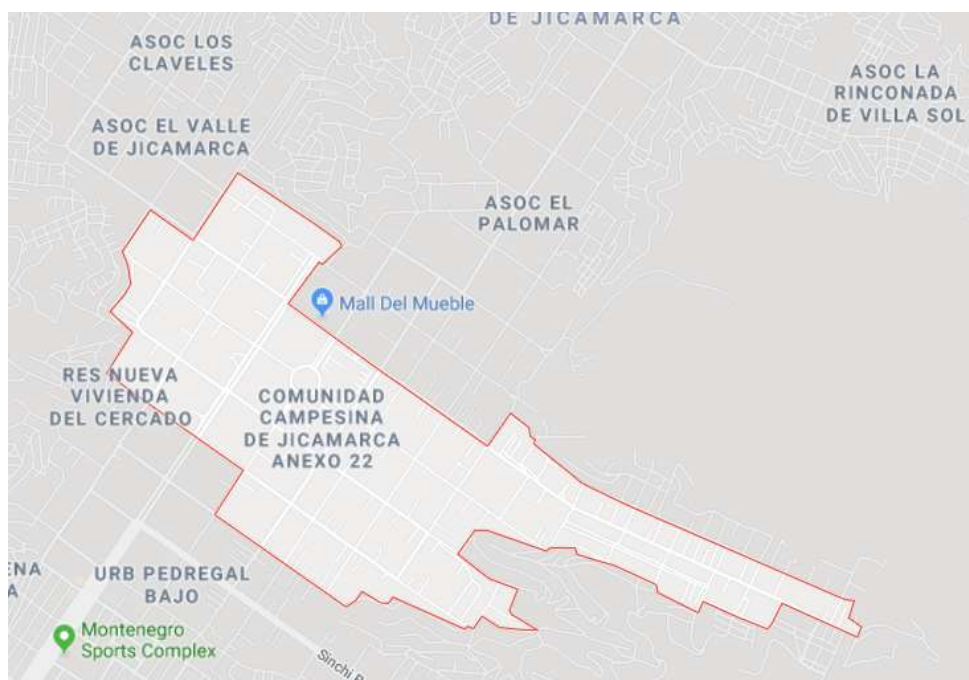 DE JICAMARCA
ASOC LOS
CLAVELES
ASOC LA
RINCONADA
DE VILLA SOL
ASOC EL VALLE
DE JICAMARCA
ASOC EL
PALOMAR
Mall Del Mueble
RES NUEVA
VIVIENDA
DEL CERCADO
COMUNIDAD
CAMPESINA
DE JICAMARCA
ANEXO 22
ENA
A
URB PEDREGAL
BAJO
Montenegro
Sports Complex
Sinchi